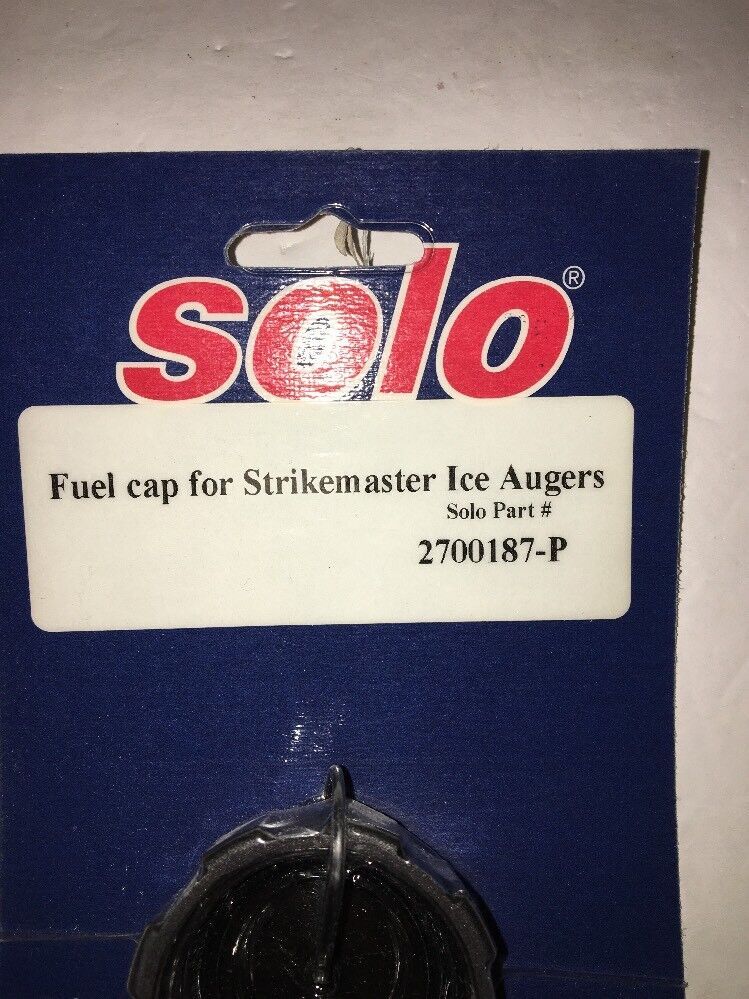 solo®
Fuel cap for Strikemaster Ice Augers
Solo Part #
2700187-P